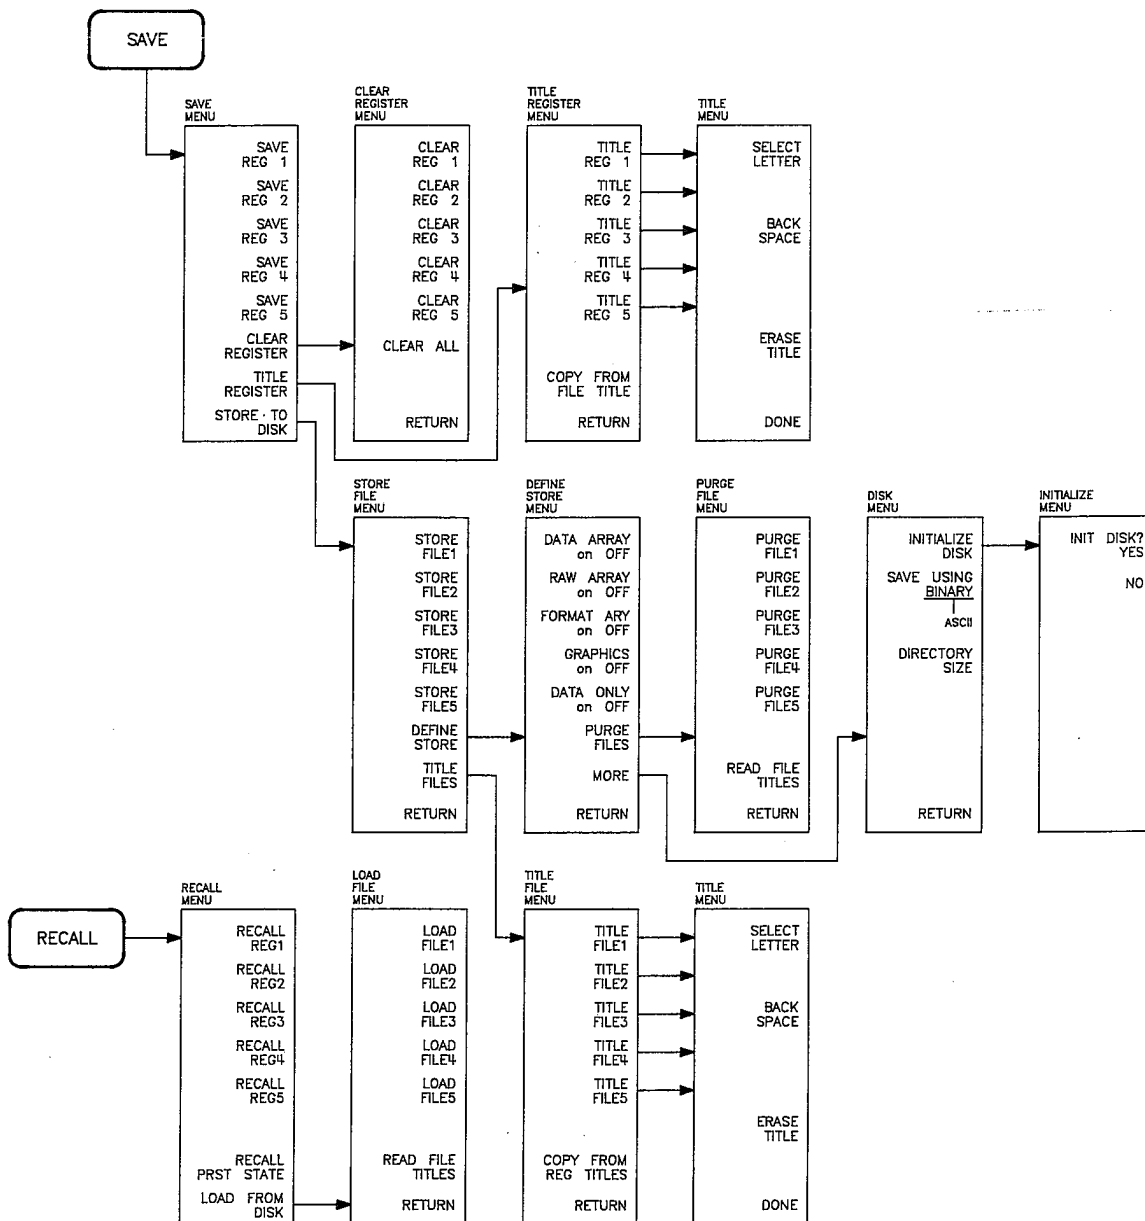 SAVE
SAVE
MENU
SAVE
REG 1
SAVE
REG 2
SAVE
REG 3
SAVE
REG 4
SAVE
REG 5
CLEAR
REGISTER
TITLE
REGISTER
STORE · TO
DISK
CLEAR
REGISTER
MENU
CLEAR
REG 1
CLEAR
REG 2
CLEAR
REG 3
CLEAR
REG 4
CLEAR
REG 5
CLEAR ALL
RETURN
TITLE
REGISTER
MENU
TITLE
REG 1
TITLE
REG 2
TITLE
REG 3
TITLE
REG 4
TITLE
REG 5
COPY FROM
FILE TITLE
RETURN
TITLE
MENU
SELECT
LETTER
BACK
SPACE
ERASE
TITLE
DONE
STORE
FILE
MENU
STORE
FILE1
STORE
FILE2
STORE
FILE3
STORE
FILE4
STORE
FILE5
DEFINE
STORE
TITLE
FILES
RETURN
DEFINE
STORE
MENU
DATA ARRAY
on OFF
RAW ARRAY
on OFF
FORMAT ARY
on OFF
GRAPHICS
on OFF
DATA ONLY
on OFF
PURGE
FILES
MORE
RETURN
PURGE
FILE
MENU
PURGE
FILE1
PURGE
FILE2
PURGE
FILE3
PURGE
FILE4
PURGE
FILE5
READ FILE
TITLES
RETURN
DISK
MENU
INITIALIZE
DISK
SAVE USING
BINARY
ASCII
DIRECTORY
SIZE
RETURN
INITIALIZE
MENU
INIT DISK?
YES
NO
RECALL
RECALL
MENU
RECALL
REG1
RECALL
REG2
RECALL
REG3
RECALL
REG4
RECALL
REG5
RECALL
PRST STATE
LOAD FROM
DISK
LOAD
FILE
MENU
LOAD
FILE1
LOAD
FILE2
LOAD
FILE3
LOAD
FILE4
LOAD
FILE5
READ FILE
TITLES
RETURN
TITLE
FILE
MENU
TITLE
FILE1
TITLE
FILE2
TITLE
FILE3
TITLE
FILE4
TITLE
FILE5
COPY FROM
REG TITLES
RETURN
TITLE
MENU
SELECT
LETTER
BACK
SPACE
ERASE
TITLE
DONE